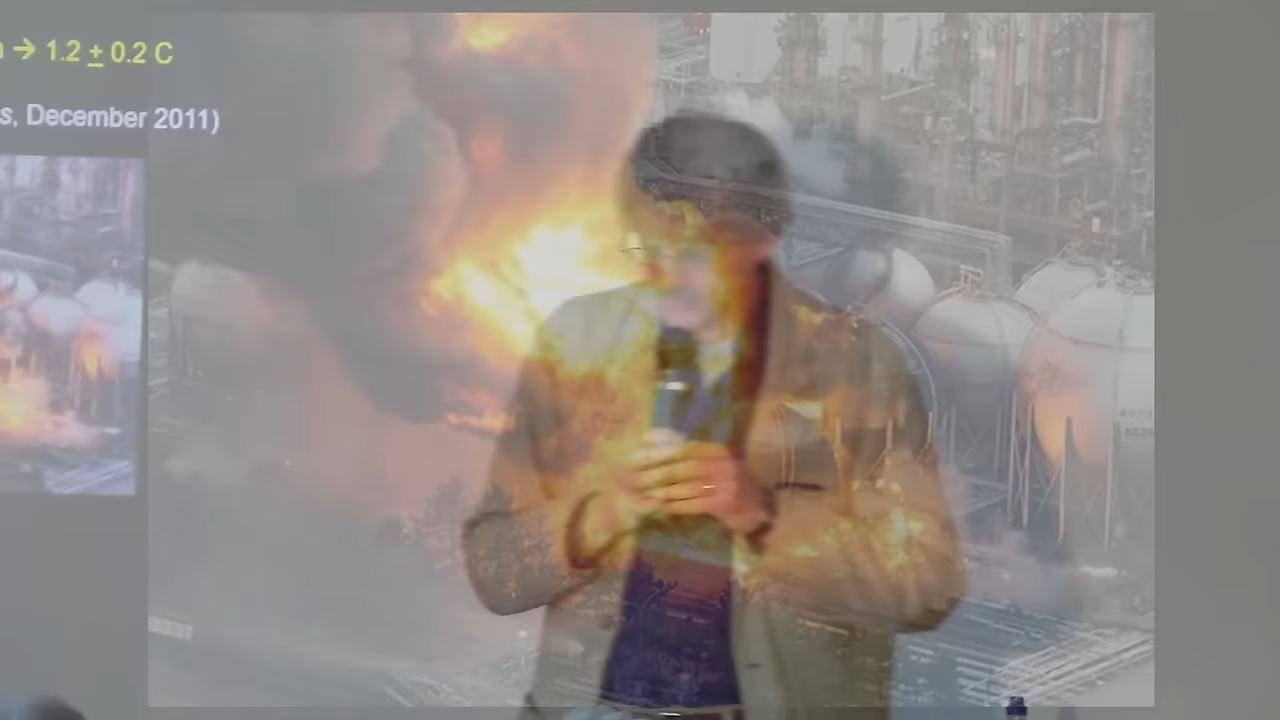 → 1.2 ± 0.2 C
s, December 2011)